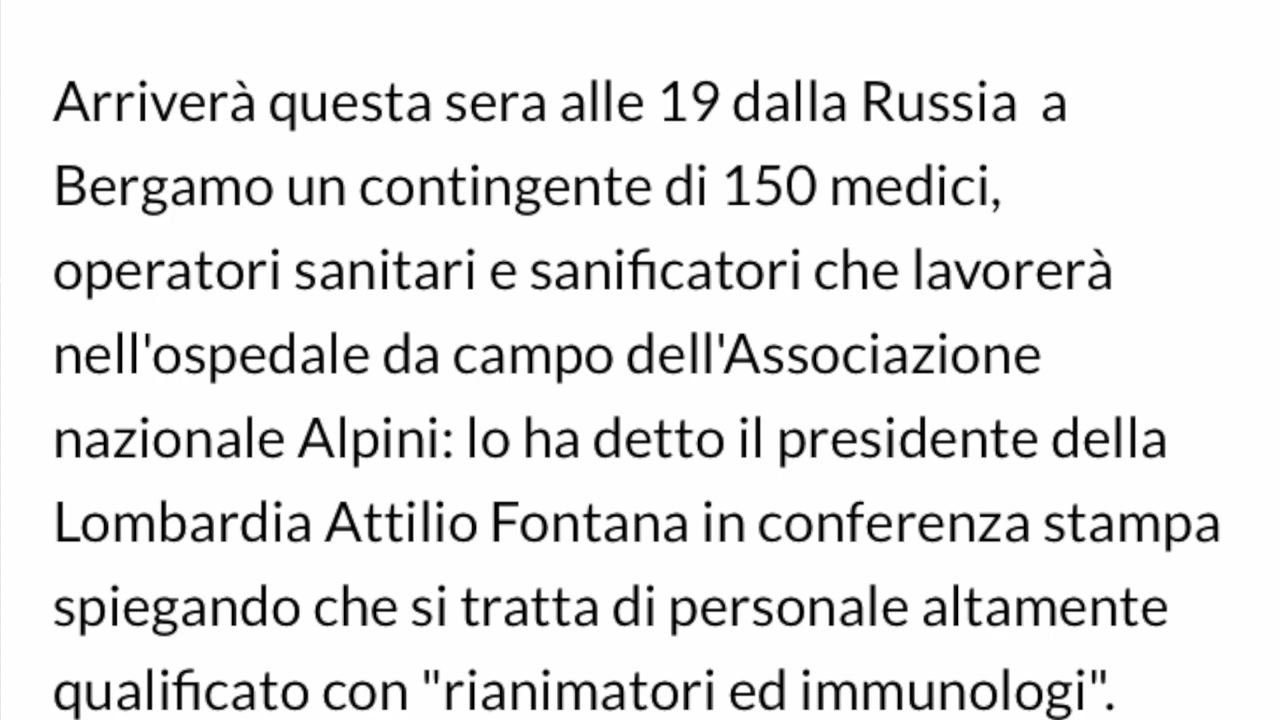 Arriverà questa sera alle 19 dalla Russia  a
Bergamo un contingente di 150 medici,
operatori sanitari e sanificatori che lavorerà
nell'ospedale da campo dell'Associazione
nazionale Alpini: lo ha detto il presidente della
Lombardia Attilio Fontana in conferenza stampa
spiegando che si tratta di personale altamente
qualificato con "rianimatori ed immunologi".